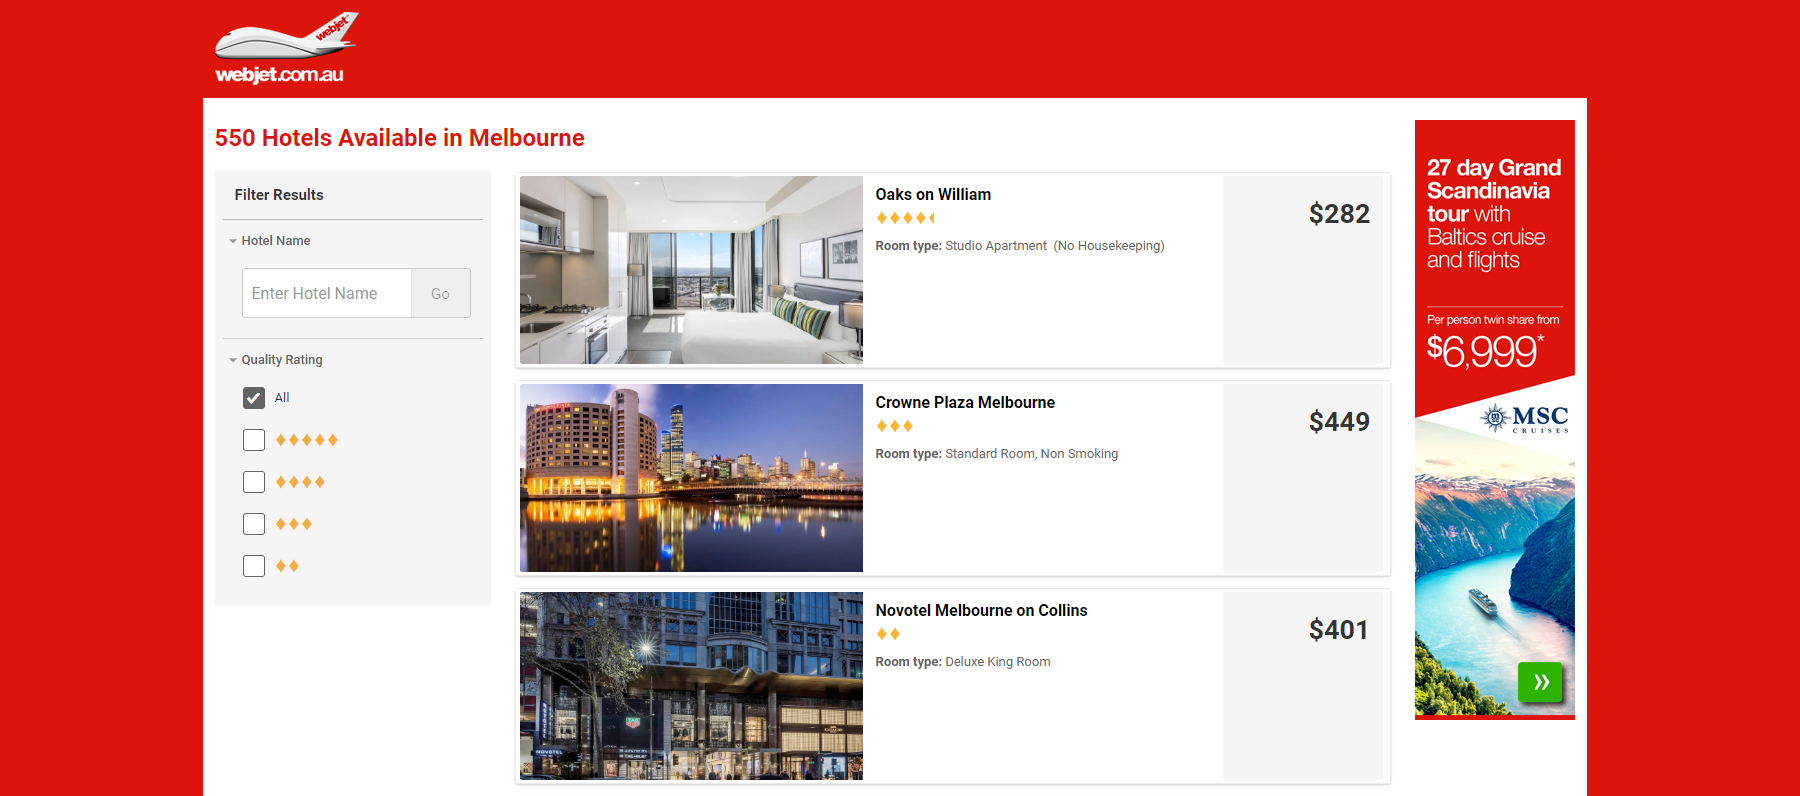 webjet
webjet.com.au
550 Hotels Available in Melbourne
Filter Results
Hotel Name
Enter Hotel Name
Go
Quality Rating
All
Oaks on William
$282
Room type: Studio Apartment (No Housekeeping)
Crowne Plaza Melbourne
$449
Room type: Standard Room, Non Smoking
Novotel Melbourne on Collins
$401
Room type: Deluxe King Room
NOVOTEL
TAG
27 day Grand
Scandinavia
tour with
Baltics cruise
and flights
Per person twin share from
$6,999*
MSC
CRUISES